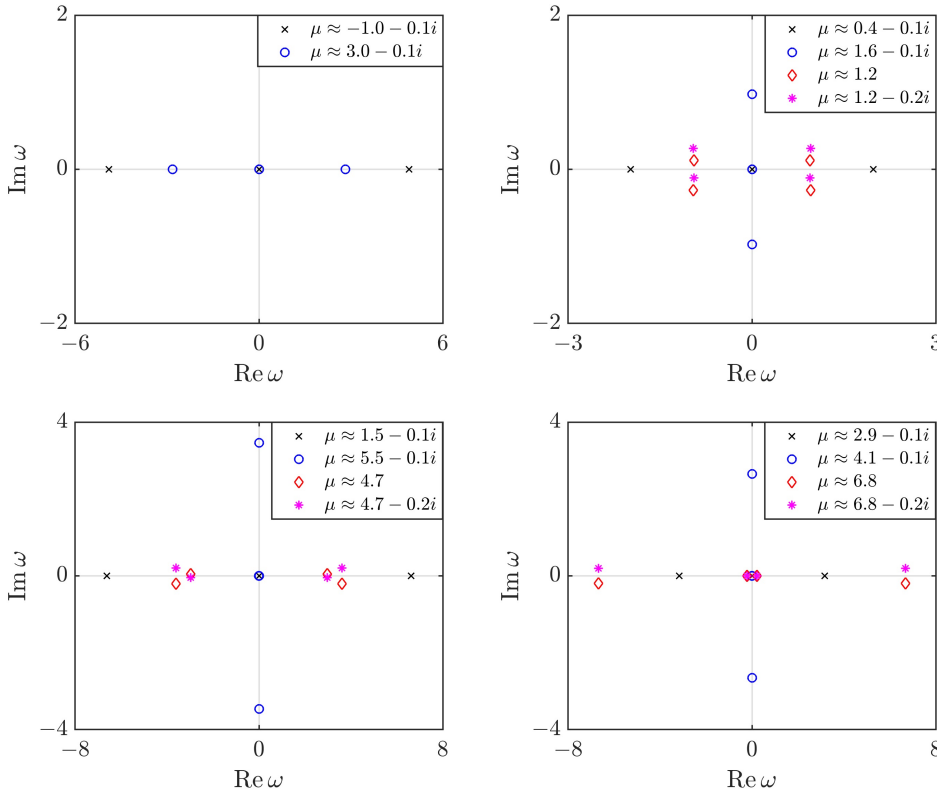 2
0
−2
−6
0
6
Im ω
Re ω
μ ≈ −1.0 − 0.1i
μ ≈ 3.0 − 0.1i
2
0
−2
−3
0
3
Im ω
Re ω
μ ≈ 0.4 − 0.1i
μ ≈ 1.6 − 0.1i
μ ≈ 1.2
μ ≈ 1.2 − 0.2i
4
0
−4
−8
0
8
Im ω
Re ω
μ ≈ 1.5 − 0.1i
μ ≈ 5.5 − 0.1i
μ ≈ 4.7
μ ≈ 4.7 − 0.2i
4
0
−4
−8
0
8
Im ω
Re ω
μ ≈ 2.9 − 0.1i
μ ≈ 4.1 − 0.1i
μ ≈ 6.8
μ ≈ 6.8 − 0.2i